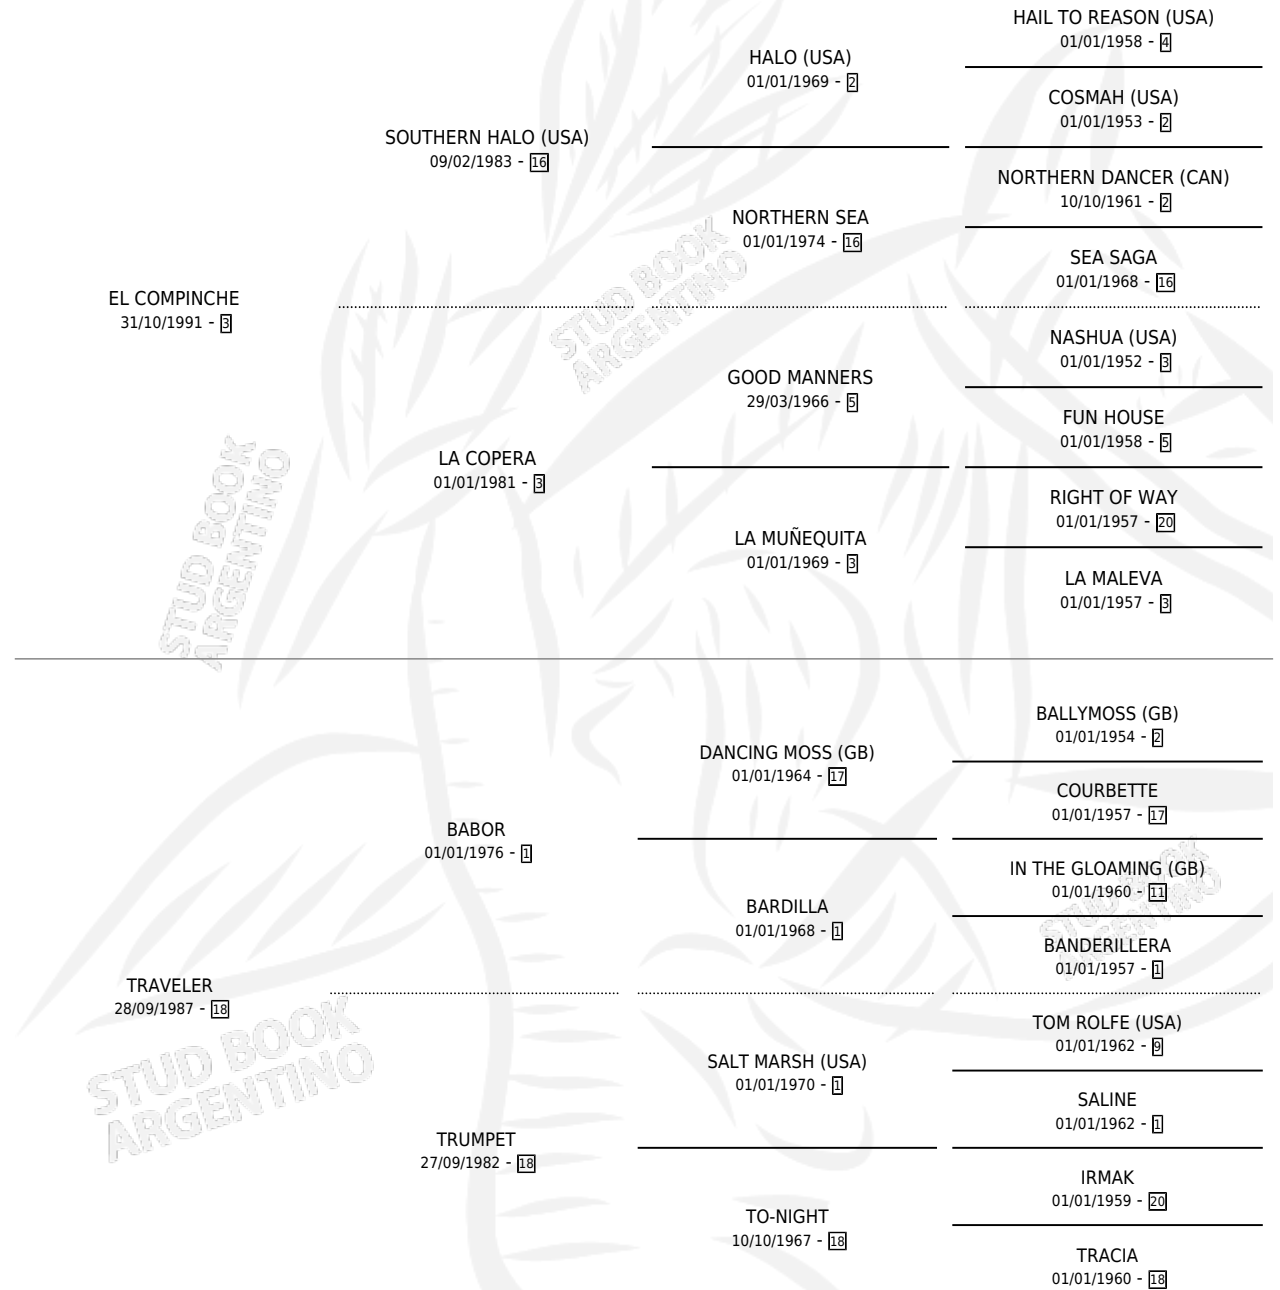 HAIL TO REASON (USA)
01/01/1958 - 4
HALO (USA)
01/01/1969 - 2
COSMAH (USA)
01/01/1953 - 2
SOUTHERN HALO (USA)
09/02/1983 - 16
NORTHERN DANCER (CAN)
10/10/1961 - 2
NORTHERN SEA
01/01/1974 - 16
SEA SAGA
01/01/1968 - 16
EL COMPINCHE
31/10/1991 - 3
STUD BOOK
ARGENTINO
NASHUA (USA)
01/01/1952 - 3
GOOD MANNERS
29/03/1966 - 5
FUN HOUSE
01/01/1958 - 5
LA COPERA
01/01/1981 - 3
RIGHT OF WAY
01/01/1957 - 20
LA MUÑEQUITA
01/01/1969 - 3
LA MALEVA
01/01/1957 - 3
STUD BOOK
ARGENTINO
BALLYMOSS (GB)
01/01/1954 - 2
DANCING MOSS (GB)
01/01/1964 - 17
COURBETTE
01/01/1957 - 17
BABOR
01/01/1976 - 1
IN THE GLOAMING (GB)
01/01/1960 - 11
STUD BOOK
ARGENTINO
BARDILLA
01/01/1968 - 1
BANDERILLERA
01/01/1957 - 1
TRAVELER
28/09/1987 - 18
STUD BOOK
ARGENTINO
TOM ROLFE (USA)
01/01/1962 - 9
SALT MARSH (USA)
01/01/1970 - 1
SALINE
01/01/1962 - 1
TRUMPET
27/09/1982 - 18
IRMAK
01/01/1959 - 20
TO-NIGHT
10/10/1967 - 18
TRACIA
01/01/1960 - 18